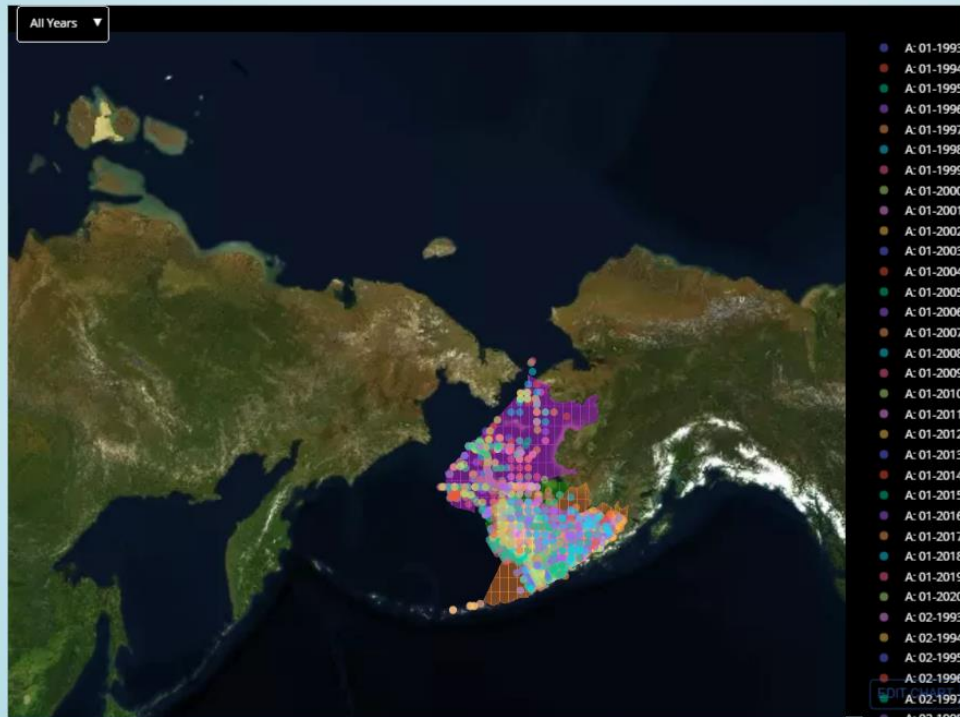 All Years ▼
A: 01-1993
A: 01-1994
A: 01-1995
A: 01-1996
A: 01-1997
A: 01-1998
A: 01-1999
A: 01-2000
A: 01-2001
A: 01-2002
A: 01-2003
A: 01-2004
A: 01-2005
A: 01-2006
A: 01-2007
A: 01-2008
A: 01-2009
A: 01-2010
A: 01-2011
A: 01-2012
A: 01-2013
A: 01-2014
A: 01-2015
A: 01-2016
A: 01-2017
A: 01-2018
A: 01-2019
A: 01-2020
A: 02-1993
A: 02-1994
A: 02-1995
A: 02-1996
EDIT CHART
A: 02-1997